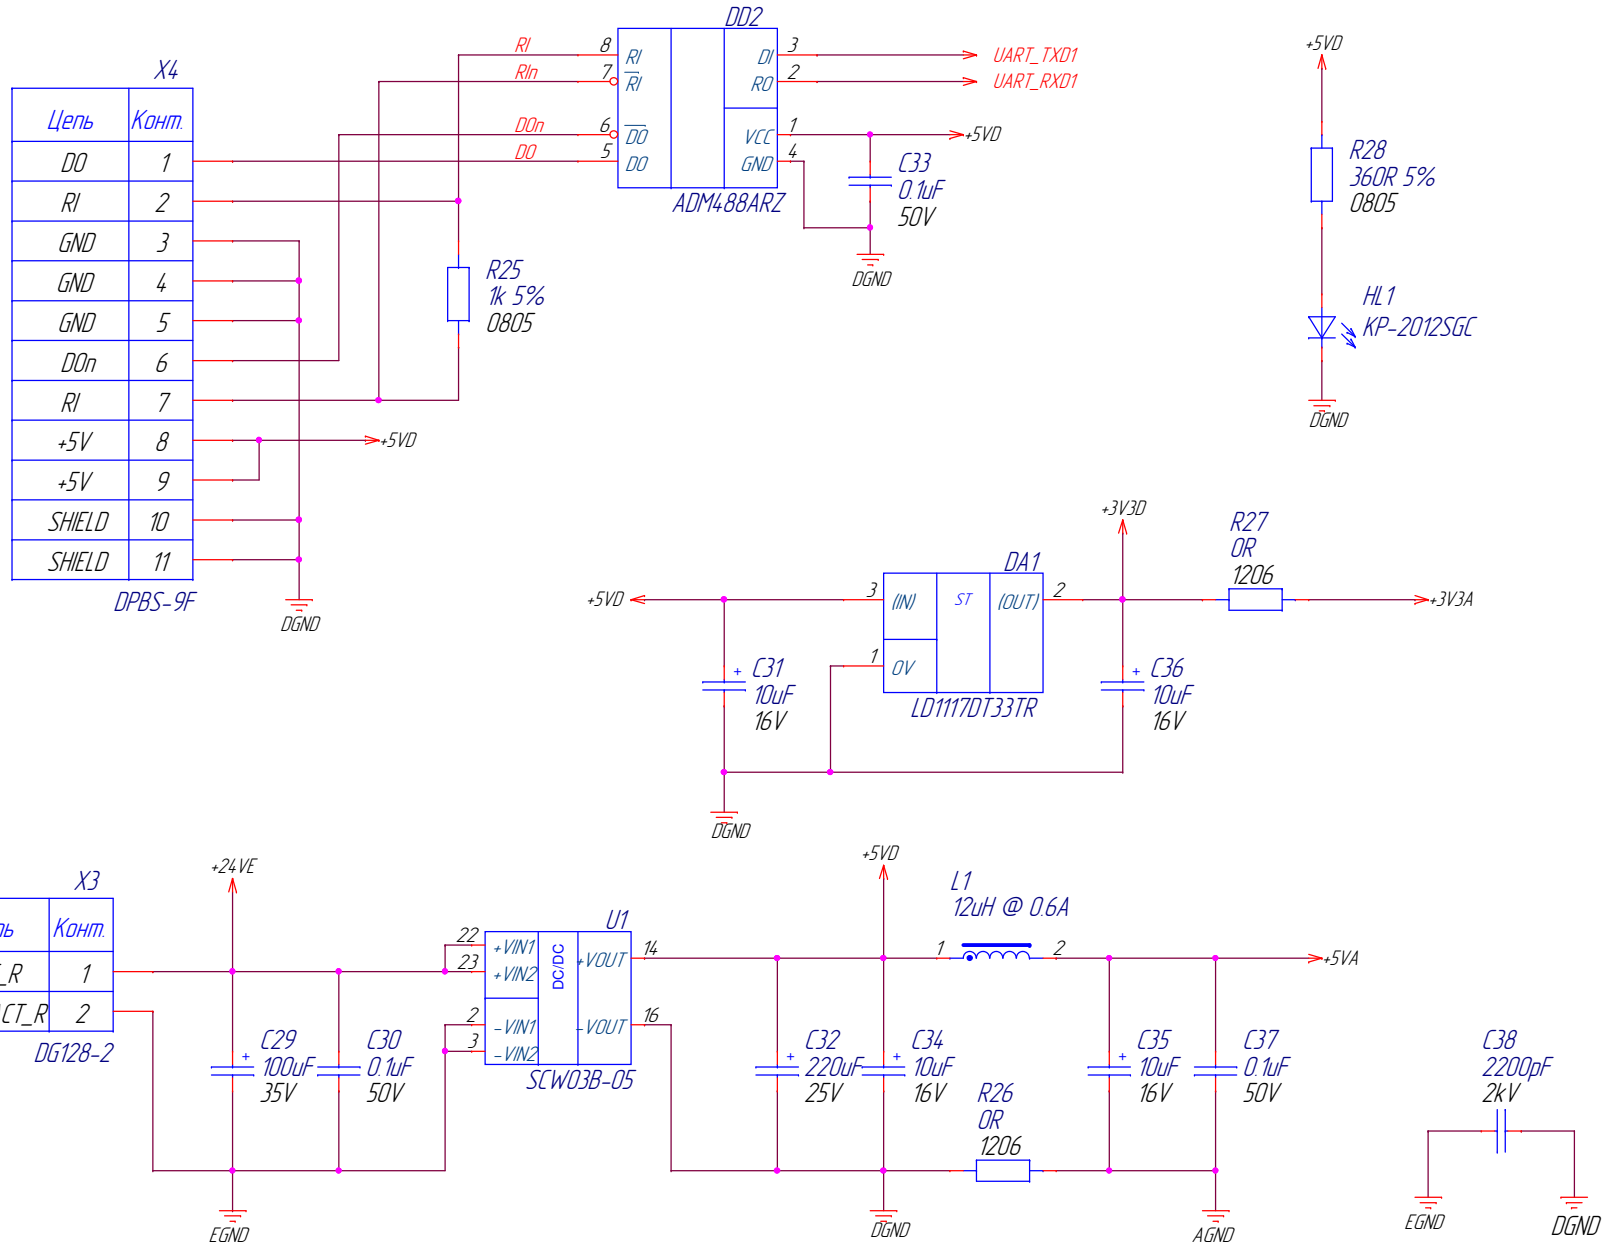 X4
Цепь Конт.
DO 1
RI 2
GND 3
GND 4
GND 5
DOn 6
RI 7
+5V 8
+5V 9
SHIELD 10
SHIELD 11
DPBS-9F
DGND
+5VD
RI
RIn
DOn
DO
DD2
8 RI
7 RI
6 DO
5 DO
DI 3
RO 2
VCC 1
GND 4
ADM488ARZ
UART_TXD1
UART_RXD1
+5VD
C33
0.1uF
50V
DGND
R25
1k 5%
0805
+5VD
R28
360R 5%
0805
HL1
KP-2012SGC
DGND
+5VD
C31
10uF
16V
DGND
DA1
3 (IN) ST (OUT) 2
1 0V
LD1117DT33TR
+3V3D
C36
10uF
16V
R27
0R
1206
+3V3A
X3
ь Конт.
_R 1
CT_R 2
DG128-2
+24VE
C29
100uF
35V
C30
0.1uF
50V
EGND
U1
22 +VIN1
23 +VIN2
2 -VIN1
3 -VIN2
DC/DC
+VOUT 14
-VOUT 16
SCW03B-05
+5VD
C32
220uF
25V
C34
10uF
16V
DGND
L1
12uH @ 0.6A
1 2
R26
0R
1206
C35
10uF
16V
C37
0.1uF
50V
+5VA
AGND
C38
2200pF
2kV
EGND
DGND